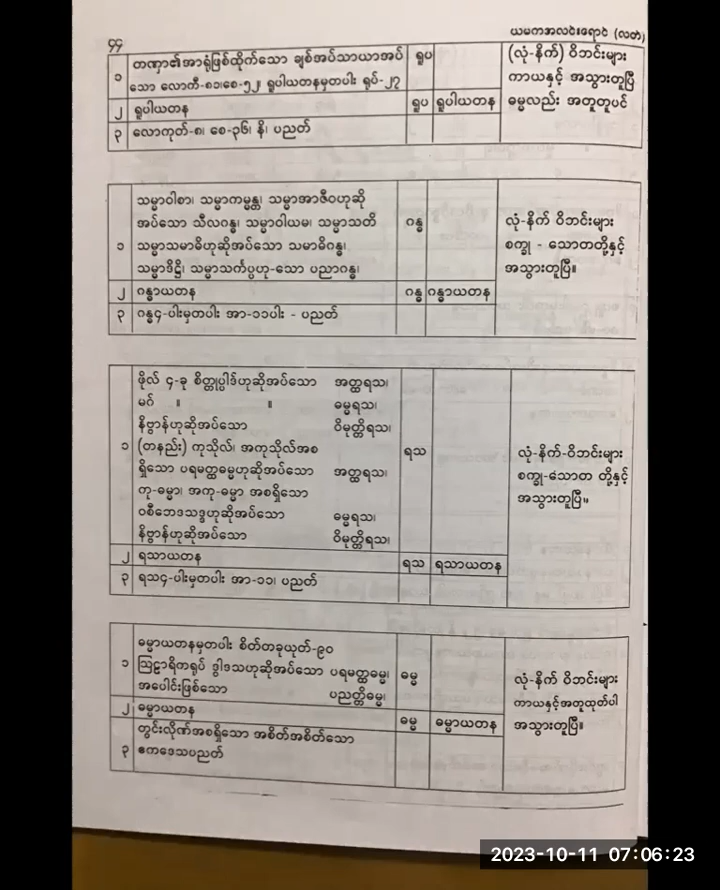 ၄၄ ယမကအလင်းရောင် (လတ်)
၁ တဏှာ၏အာရုံဖြစ်ထိုက်သော ချစ်အပ်သာယာအပ်
သော လောကီ-၈၁၊စေ-၅၂ ရူပါယတနမှတပါး ရုပ်-၂၇
ရူပ
၂ ရူပါယတန ရူပ ရူပါယတန
၃ လောကုတ်-၈၊ စေ-၃၆၊ နိ၊ ပညတ်
(လုံ-နိက်) ဝိဘင်းများ
ကာယနှင့် အသွားတူပြီ
ဓမ္မလည်း အတူတူပင်
သမ္မာဝါစာ၊ သမ္မာကမ္မန္တ၊ သမ္မာအာဇီဝဟုဆို
အပ်သော သီလဂန္ဓ၊ သမ္မာဝါယမ၊ သမ္မာသတိ
၁ သမ္မာသမာဓိဟုဆိုအပ်သော သမာဓိဂန္ဓ၊
သမ္မာဒိဋ္ဌိ၊ သမ္မာသင်္ကပ္ပဟု-သော ပညာဂန္ဓ၊
ဂန္ဓ
၂ ဂန္ဓာယတန ဂန္ဓ ဂန္ဓာယတန
၃ ဂန္ဓ၄-ပါးမှတပါး အာ-၁၁ပါး - ပညတ်
လုံ-နိက် ဝိဘင်းများ
စက္ခု - သောတတို့နှင့်
အသွားတူပြီ။
ဖိုလ် ၄-ခု စိတ္တုပ္ပါဒ်ဟုဆိုအပ်သော အတ္ထရသ၊
မဂ် ။ ။ ဓမ္မရသ၊
နိဗ္ဗာန်ဟုဆိုအပ်သော ဝိမုတ္တိရသ၊
၁ (တနည်း) ကုသိုလ်၊ အကုသိုလ်အစ
ရှိသော ပရမတ္ထဓမ္မဟုဆိုအပ်သော အတ္ထရသ၊
ကု-ဓမ္မာ၊ အကု-ဓမ္မာ အစရှိသော
ဝစီဘေဒသဒ္ဒဟုဆိုအပ်သော ဓမ္မရသ၊
နိဗ္ဗာန်ဟုဆိုအပ်သော ဝိမုတ္တိရသ၊
ရသ
၂ ရသာယတန ရသ ရသာယတန
၃ ရသ၄-ပါးမှတပါး အာ-၁၁၊ ပညတ်
လုံ-နိက်-ဝိဘင်းများ
စက္ခု-သောတ တို့နှင့်
အသွားတူပြီ။
ဓမ္မာယတနမှတပါး စိတ်တခုယုတ်-၉၀
၁ ဩဠာရိကရုပ် ဒွါဒသဟုဆိုအပ်သော ပရမတ္ထဓမ္မ၊
အပေါင်းဖြစ်သော ပညတ္တိဓမ္မ၊
ဓမ္မ
၂ ဓမ္မာယတန ဓမ္မ ဓမ္မာယတန
တွင်းလိုဏ်အစရှိသော အစိတ်အစိတ်သော
၃ ဧကဒေသပညတ်
လုံ-နိက် ဝိဘင်းများ
ကာယနှင့်အတူထုတ်ပါ
အသွားတူပြီ။
2023-10-11 07:06:23